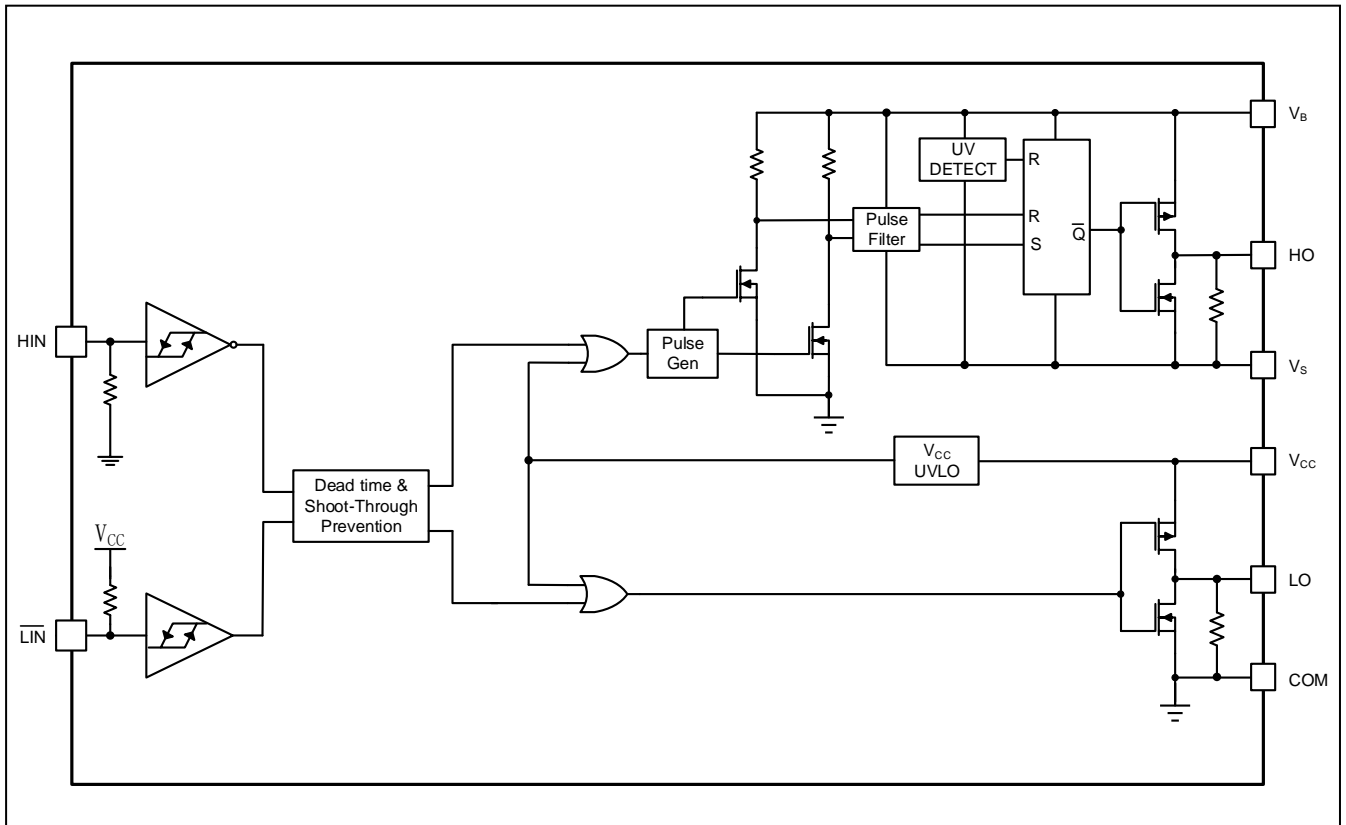 V_B
UV
DETECT
R
Pulse
Filter
R
S
Q̅
HO
HIN
Pulse
Gen
V_S
V_CC
UVLO
V_CC
Dead time &
Shoot-Through
Prevention
V_CC
LO
L̅I̅N̅
COM